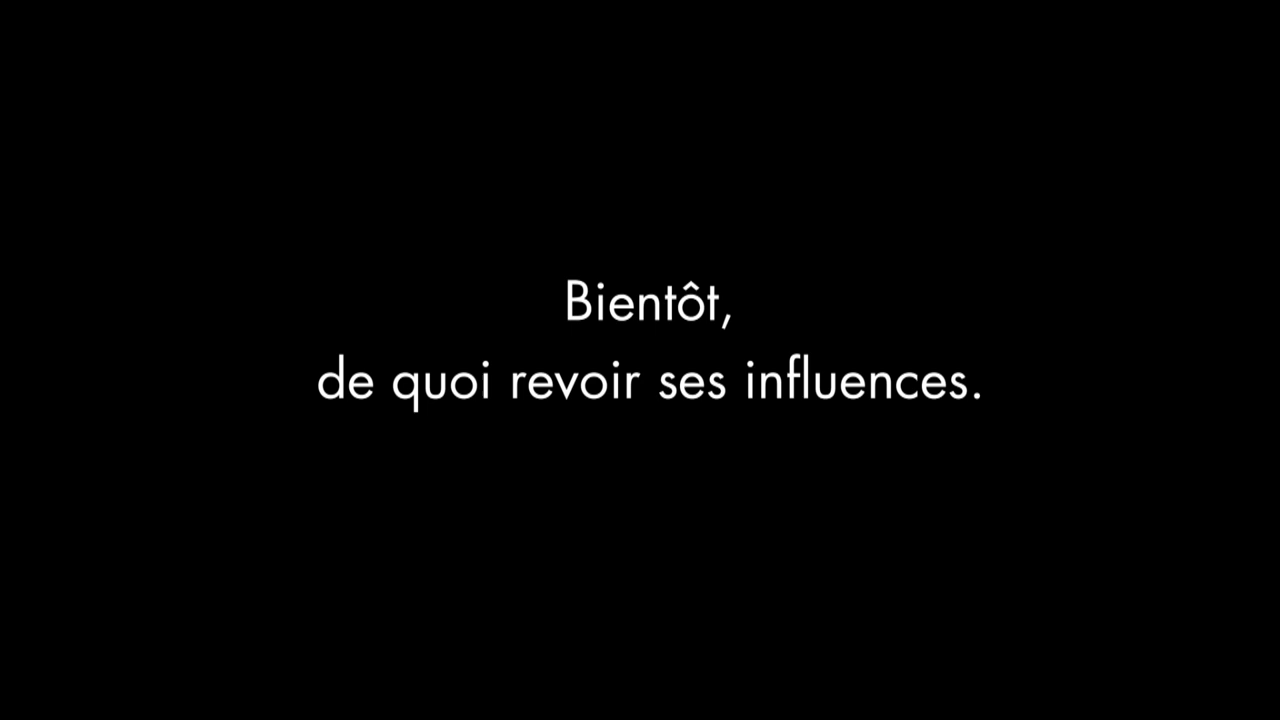 Bientôt,
de quoi revoir ses influences.